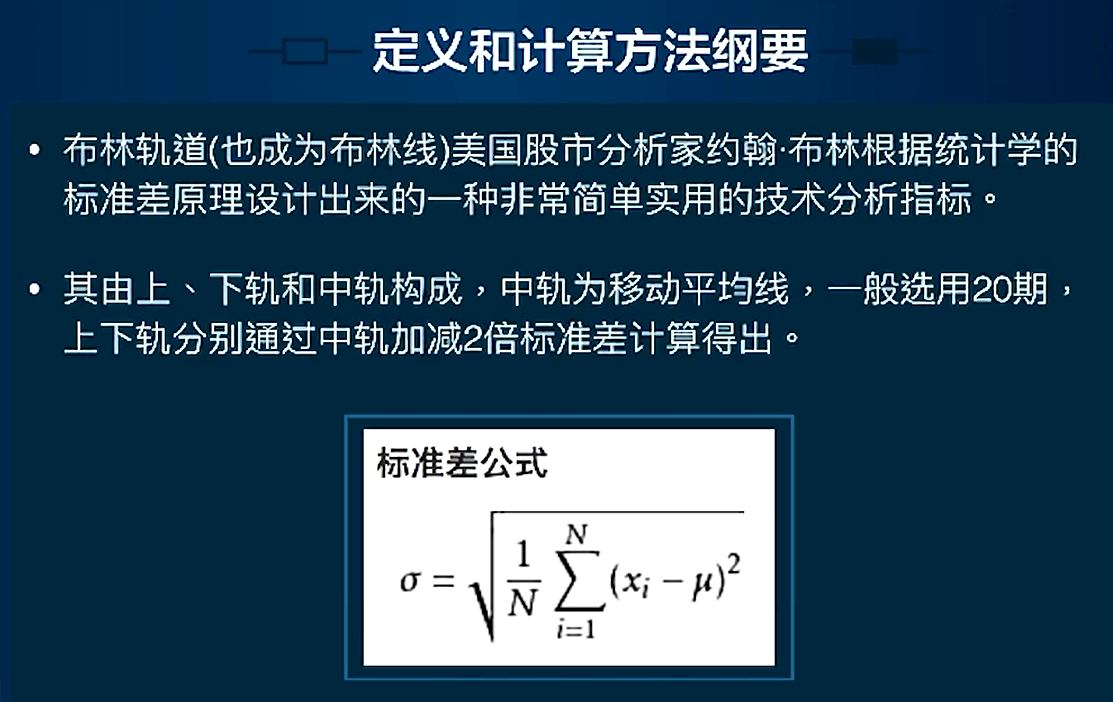 定义和计算方法纲要
• 布林轨道(也成为布林线)美国股市分析家约翰·布林根据统计学的
标准差原理设计出来的一种非常简单实用的技术分析指标。
• 其由上、下轨和中轨构成，中轨为移动平均线，一般选用20期，
上下轨分别通过中轨加减2倍标准差计算得出。
标准差公式
σ = √(1/N ∑_{i=1}^{N} (x_i − μ)²)